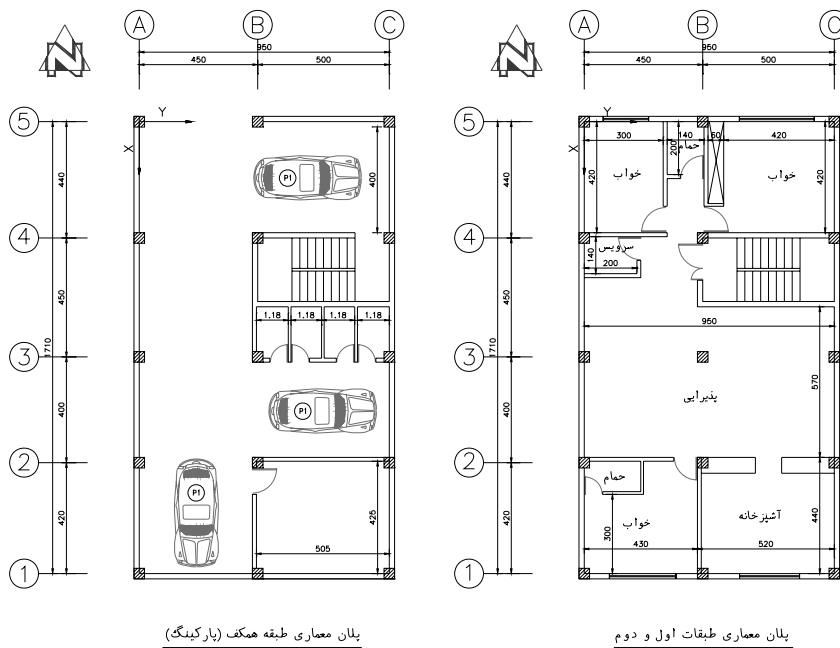 A B C
950
450 500
N
5 4 3 2 1
440 450 400 420
1710
Y
X
P1
400
1.18 1.18 1.18 1.18
P1
P1
425
505
پلان معماری طبقه همکف (پارکینگ)
A B C
950
450 500
N
5 4 3 2 1
440 450 400 420
1710
Y
X
300 140 60 420
حمام
200
خواب
خواب
420
420
سرویس
140
200
950
570
پذیرایی
حمام
خواب
آشپزخانه
300
440
430 520
پلان معماری طبقات اول و دوم